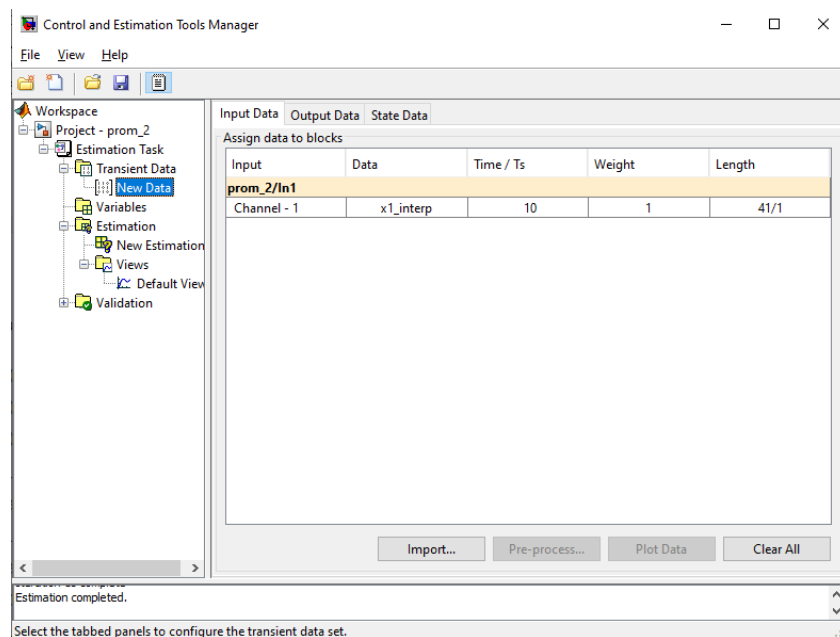 Control and Estimation Tools Manager
File View Help
Workspace
Project - prom_2
Estimation Task
Transient Data
New Data
Variables
Estimation
New Estimation
Views
Default View
Validation
Input Data Output Data State Data
Assign data to blocks
Input Data Time / Ts Weight Length
prom_2/In1
Channel - 1 x1_interp 10 1 41/1
Import... Pre-process... Plot Data Clear All
Estimation completed.
Select the tabbed panels to configure the transient data set.